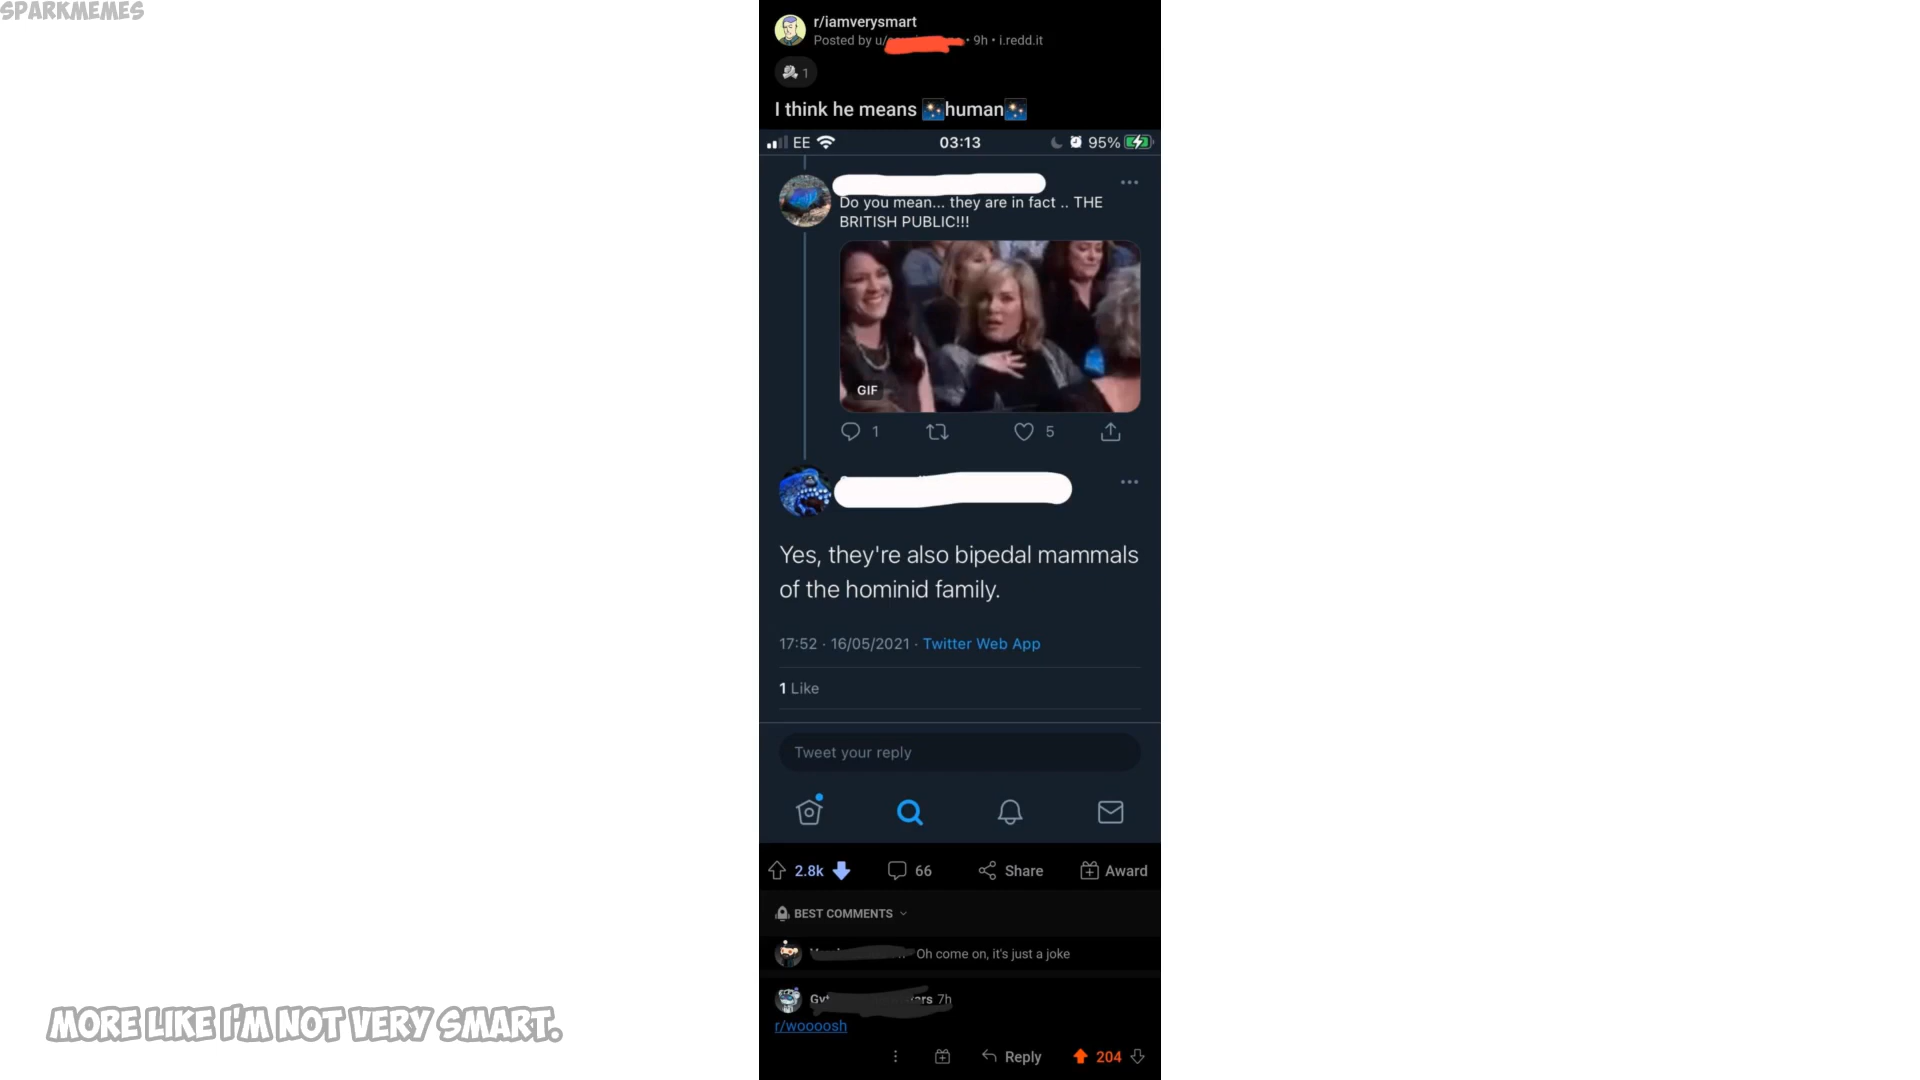 SPARKMEMES
r/iamverysmart
Posted by u/ • 9h • i.redd.it
1
I think he means human
EE 03:13 95%
Do you mean... they are in fact .. THE
BRITISH PUBLIC!!!
GIF
1 5
Yes, they're also bipedal mammals
of the hominid family.
17:52 · 16/05/2021 · Twitter Web App
1 Like
Tweet your reply
2.8k 66 Share Award
BEST COMMENTS
Oh come on, it's just a joke
7h
r/woooosh
Reply 204
MORE LIKE I'M NOT VERY SMART.